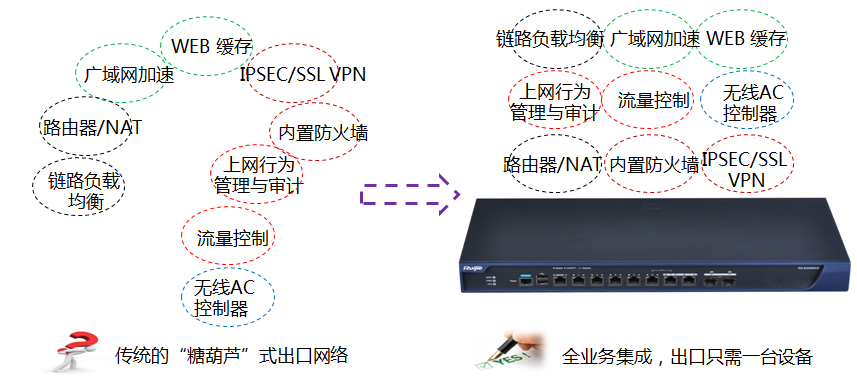 WEB 缓存
广域网加速
IPSEC/SSL VPN
路由器/NAT
内置防火墙
链路负载
均衡
上网行为
管理与审计
流量控制
无线AC
控制器
传统的“糖葫芦”式出口网络
链路负载均衡
广域网加速
WEB 缓存
上网行为
管理与审计
流量控制
无线AC
控制器
路由器/NAT
内置防火墙
IPSEC/SSL
VPN
Ruijie
YES!
全业务集成，出口只需一台设备